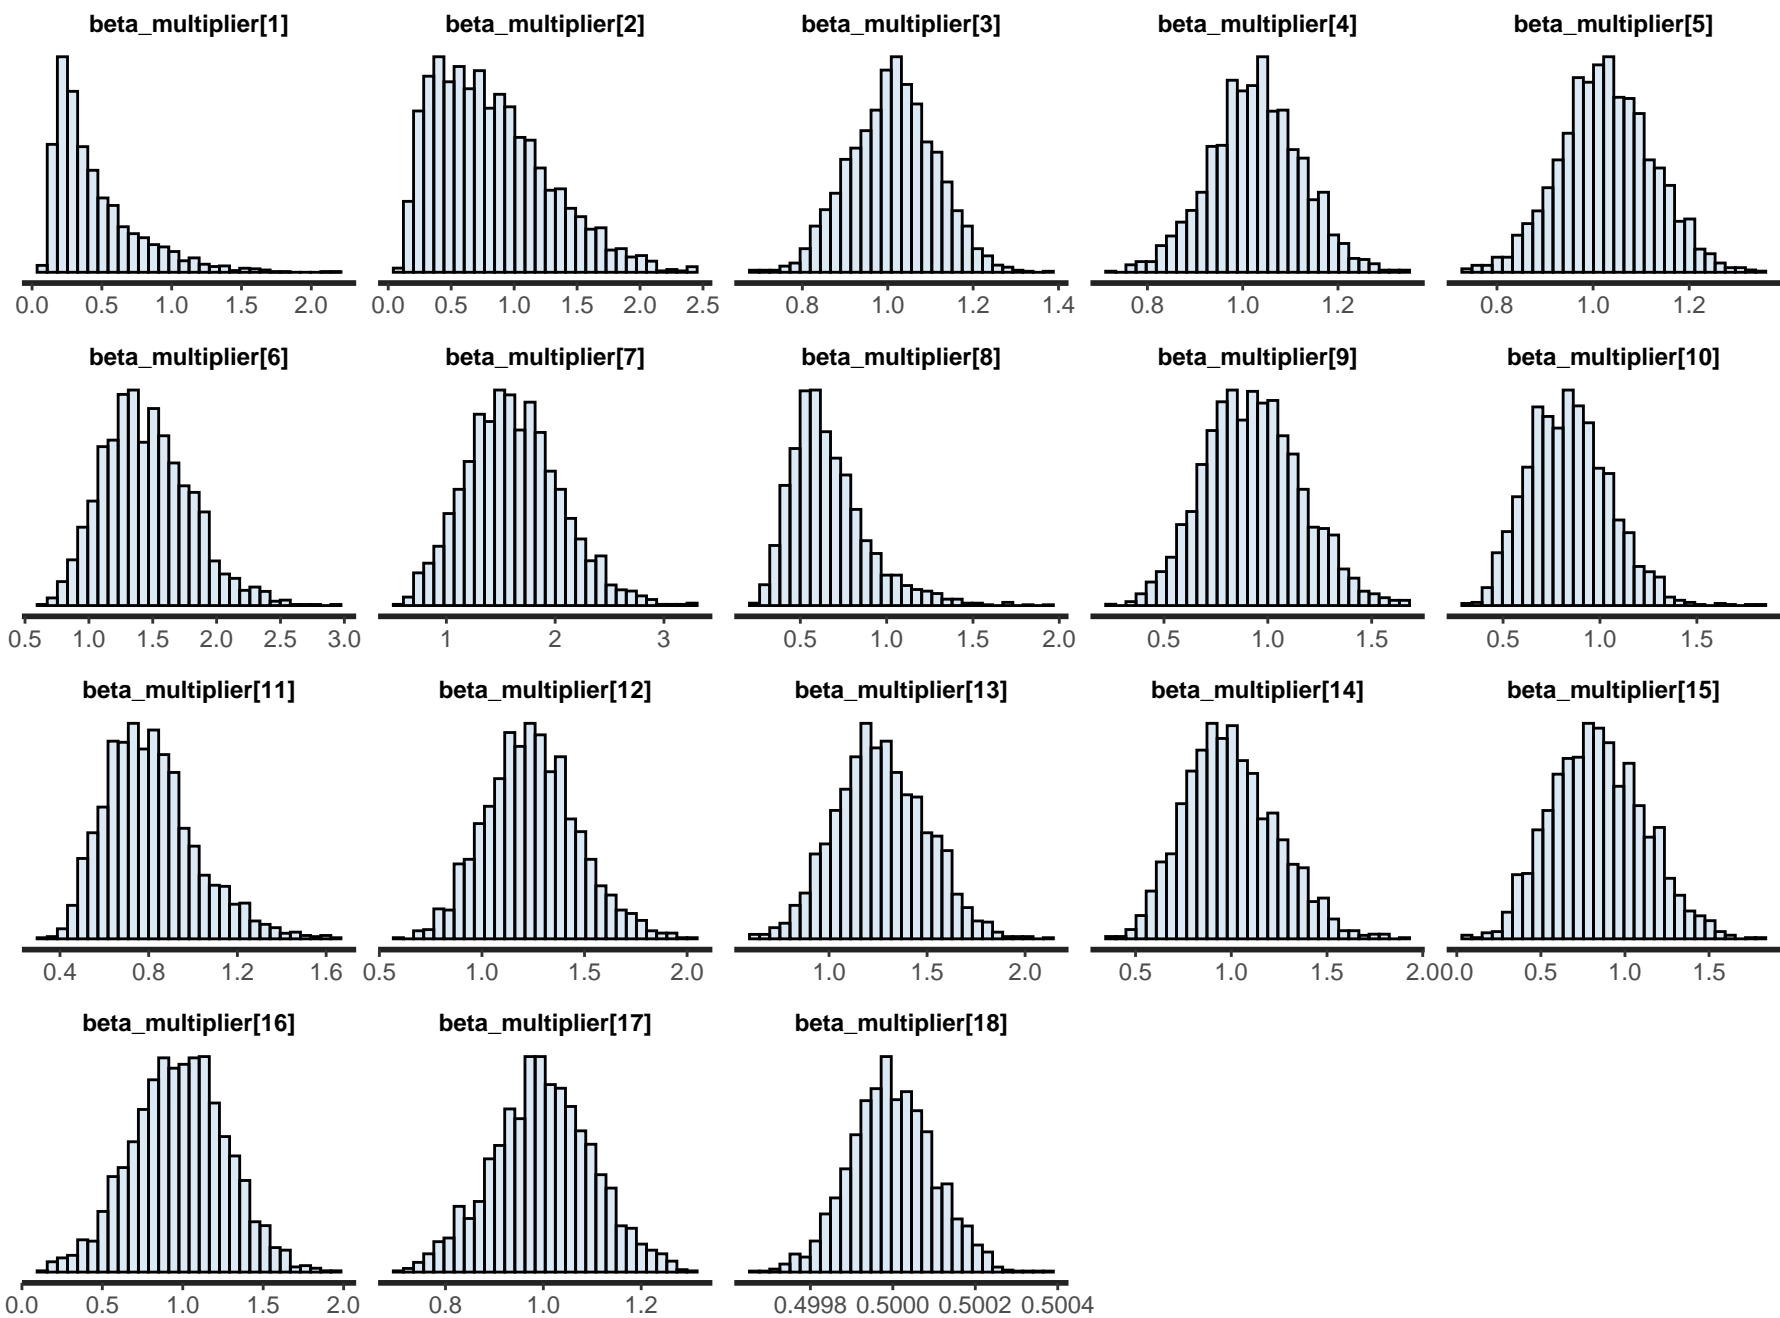 beta_multiplier[1] beta_multiplier[2] beta_multiplier[3] beta_multiplier[4] beta_multiplier[5]
0.0 0.5 1.0 1.5 2.0 0.0 0.5 1.0 1.5 2.0 2.5 0.8 1.0 1.2 1.4 0.8 1.0 1.2 0.8 1.0 1.2
beta_multiplier[6] beta_multiplier[7] beta_multiplier[8] beta_multiplier[9] beta_multiplier[10]
0.5 1.0 1.5 2.0 2.5 3.0 1 2 3 0.5 1.0 1.5 2.0 0.5 1.0 1.5 0.5 1.0 1.5
beta_multiplier[11] beta_multiplier[12] beta_multiplier[13] beta_multiplier[14] beta_multiplier[15]
0.4 0.8 1.2 1.6 0.5 1.0 1.5 2.0 1.0 1.5 2.0 0.5 1.0 1.5 2.0 0.0 0.5 1.0 1.5
beta_multiplier[16] beta_multiplier[17] beta_multiplier[18]
0.0 0.5 1.0 1.5 2.0 0.8 1.0 1.2 0.4998 0.5000 0.5002 0.5004